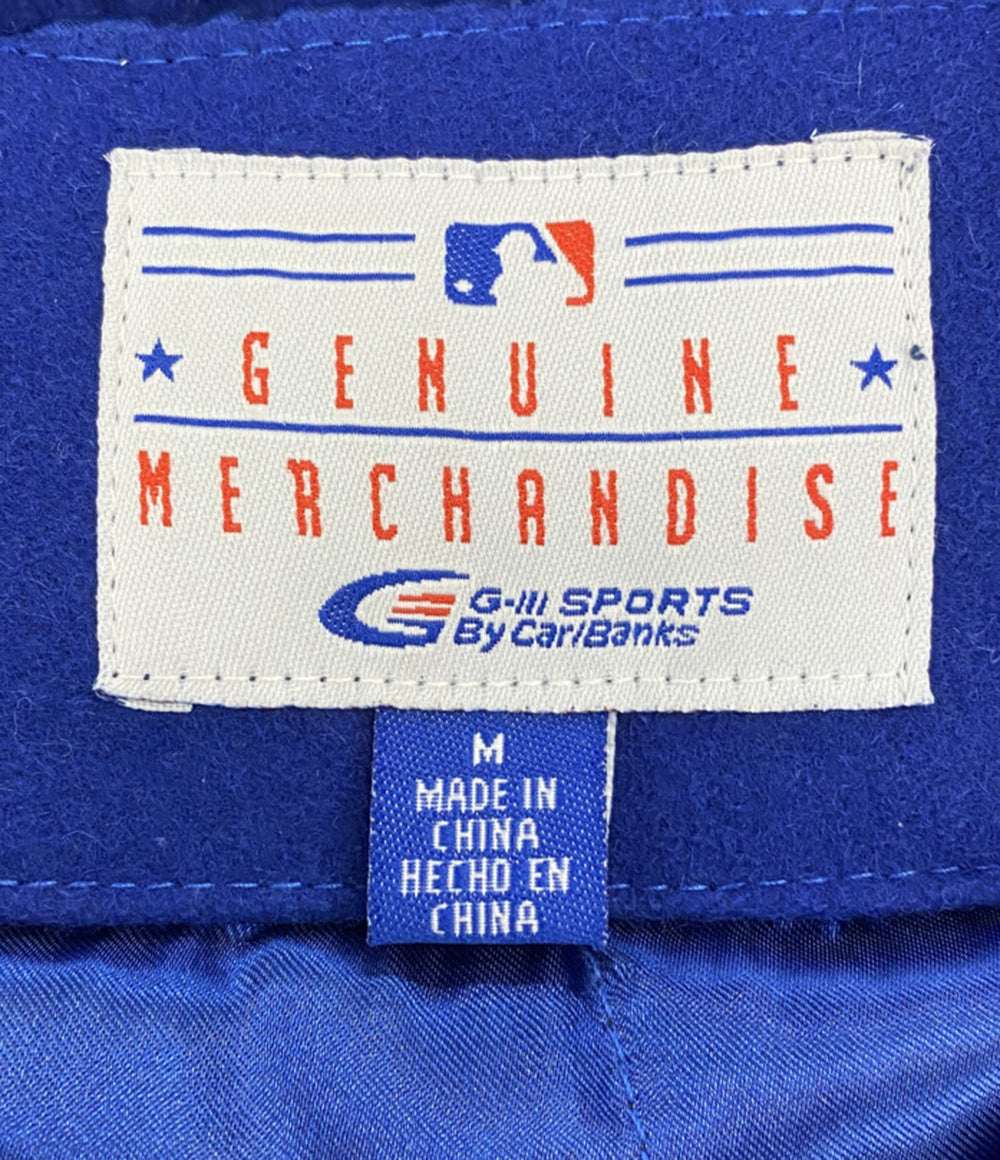 GENUINE
MERCHANDISE
G-III SPORTS
By Carl Banks
M
MADE IN
CHINA
HECHO EN
CHINA